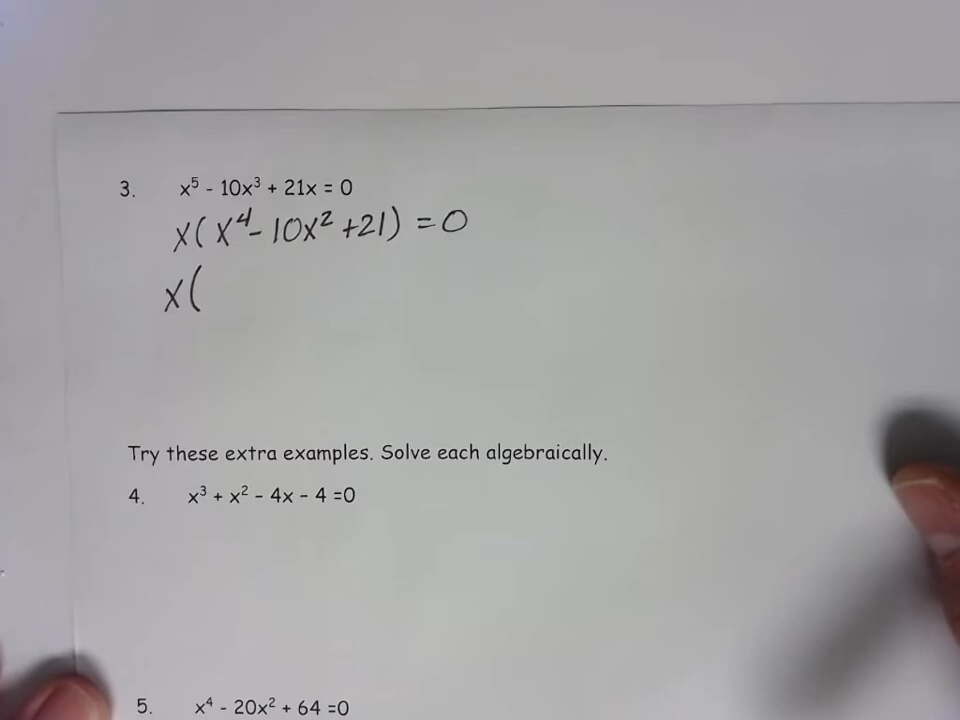 3. x⁵ - 10x³ + 21x = 0
x(x⁴ - 10x² + 21) = 0
x(
Try these extra examples. Solve each algebraically.
4. x³ + x² - 4x - 4 =0
5. x⁴ - 20x² + 64 =0